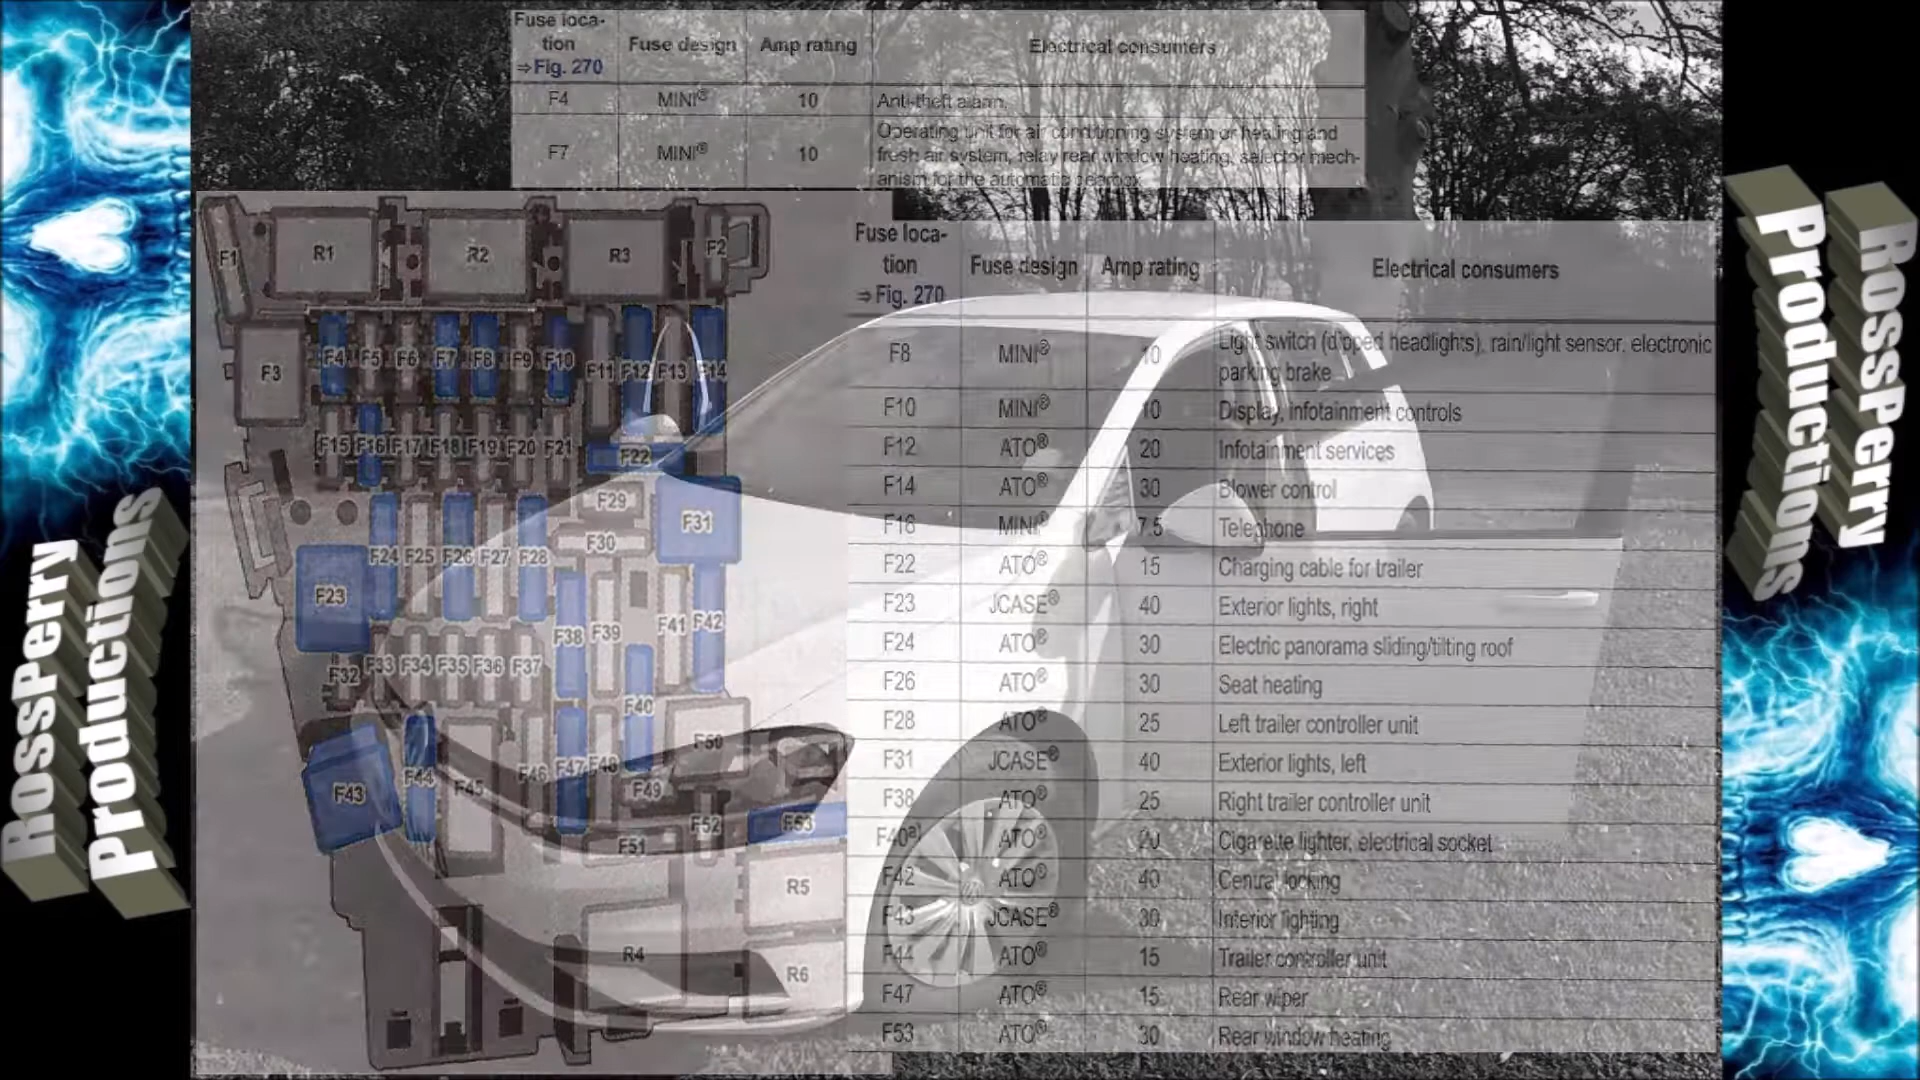 Fuse loca-
tion
⇒Fig. 270
Fuse design
Amp rating
Electrical consumers
F4 MINI® 10 Anti-theft alarm.
F7 MINI® 10 Operating unit for air conditioning system or heating and
fresh air system, relay rear window heating, selector mech-
anism for the automatic gearbox
F1 R1 R2 R3 F2
F3 F4 F5 F6 F7 F8 F9 F10 F11 F12 F13 F14
F15 F16 F17 F18 F19 F20 F21 F22
F29 F31
F30
F23 F24 F25 F26 F27 F28
F38 F39 F41 F42
F32 F33 F34 F35 F36 F37
F40
F50
F43 F44 F45 F46 F47 F48 F49
F51 F52 F53
R5
R4 R6
Fuse loca-
tion
⇒Fig. 270
Fuse design
Amp rating
Electrical consumers
F8 MINI® 10 Light switch (dipped headlights), rain/light sensor, electronic
parking brake
F10 MINI® 10 Display, infotainment controls
F12 ATO® 20 Infotainment services
F14 ATO® 30 Blower control
MINI® 7.5 Telephone
F22 ATO® 15 Charging cable for trailer
F23 JCASE® 40 Exterior lights, right
F24 ATO® 30 Electric panorama sliding/tilting roof
F26 ATO® 30 Seat heating
F28 ATO® 25 Left trailer controller unit
F31 JCASE® 40 Exterior lights, left
F38 ATO® 25 Right trailer controller unit
F40a) ATO® 20 Cigarette lighter, electrical socket
F42 ATO® 40 Central locking
F43 JCASE® 30 Interior lighting
F44 ATO® 15 Trailer controller unit
F47 ATO® 15 Rear wiper
F53 ATO® 30 Rear window heating
RossPerry
Productions
RossPerry
Productions